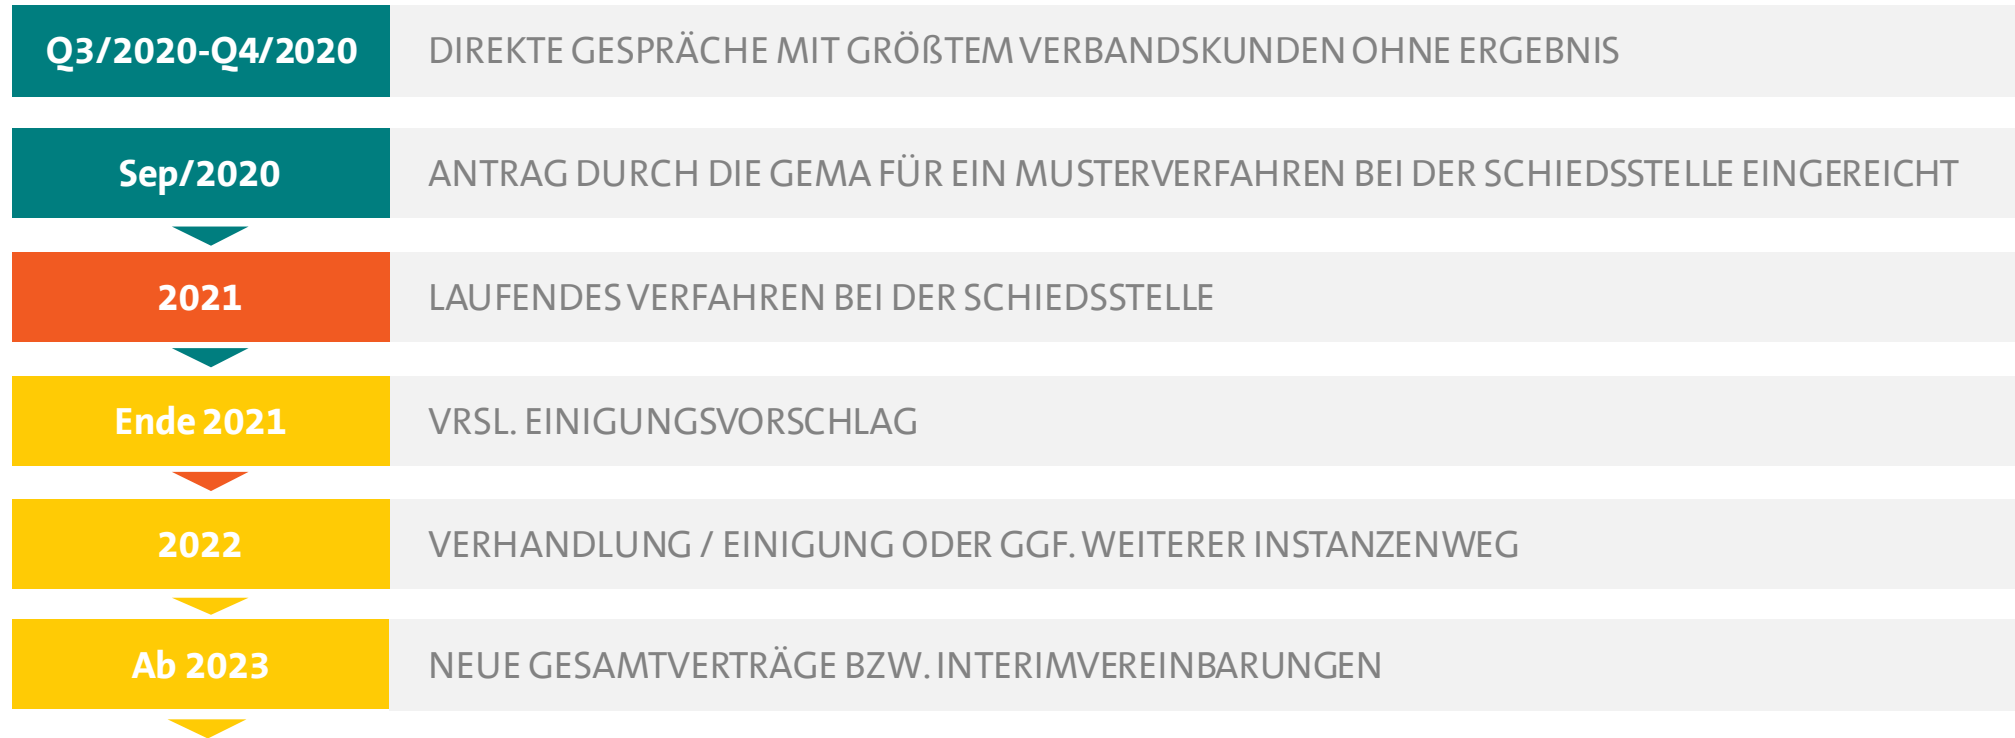 Q3/2020-Q4/2020 DIREKTE GESPRÄCHE MIT GRÖßTEM VERBANDSKUNDEN OHNE ERGEBNIS
Sep/2020 ANTRAG DURCH DIE GEMA FÜR EIN MUSTERVERFAHREN BEI DER SCHIEDSSTELLE EINGEREICHT
2021 LAUFENDES VERFAHREN BEI DER SCHIEDSSTELLE
Ende 2021 VRSL. EINIGUNGSVORSCHLAG
2022 VERHANDLUNG / EINIGUNG ODER GGF. WEITERER INSTANZENWEG
Ab 2023 NEUE GESAMTVERTRÄGE BZW. INTERIMVEREINBARUNGEN